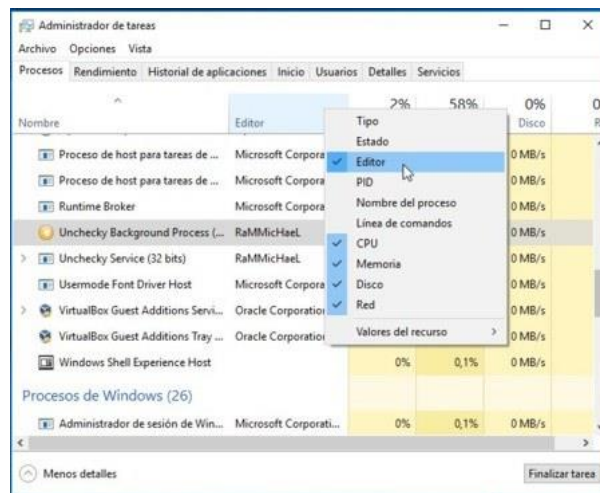 Administrador de tareas
Archivo Opciones Vista
Procesos Rendimiento Historial de aplicaciones Inicio Usuarios Detalles Servicios
2% 58% 0% 0
Nombre Editor Disco R
Tipo
Estado
Editor
PID
Nombre del proceso
Línea de comandos
CPU
Memoria
Disco
Red
Valores del recurso
Proceso de host para tareas de ... Microsoft Corpora 0 MB/s
Proceso de host para tareas de ... Microsoft Corpora 0 MB/s
Runtime Broker Microsoft Corpora 0 MB/s
Unchecky Background Process (... RaMMicHaeL 0 MB/s
Unchecky Service (32 bits) RaMMicHaeL 0 MB/s
Usermode Font Driver Host Microsoft Corpora 0 MB/s
VirtualBox Guest Additions Servi... Oracle Corporation 0 MB/s
VirtualBox Guest Additions Tray ... Oracle Corporation 0 MB/s
Windows Shell Experience Host 0% 0,1% 0 MB/s
Procesos de Windows (26)
Administrador de sesión de Win... Microsoft Corporati... 0% 0,1% 0 MB/s
Menos detalles Finalizar tarea